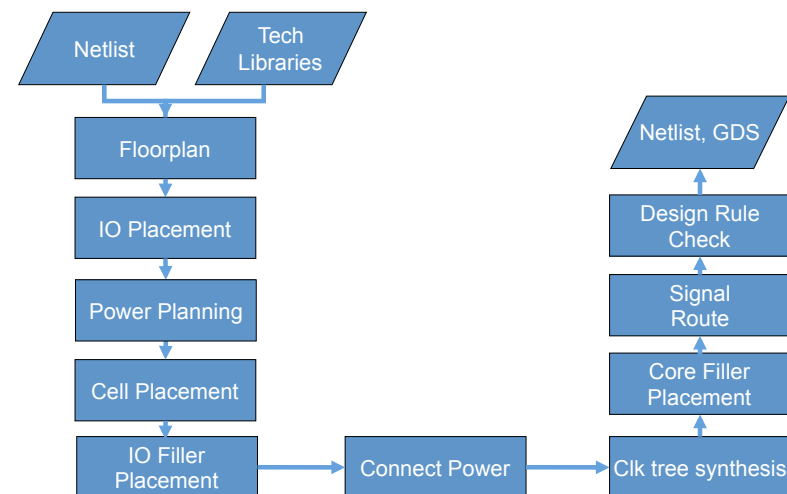 Netlist
Tech
Libraries
Floorplan
IO Placement
Power Planning
Cell Placement
IO Filler
Placement
Connect Power
Clk tree synthesis
Core Filler
Placement
Signal
Route
Design Rule
Check
Netlist, GDS